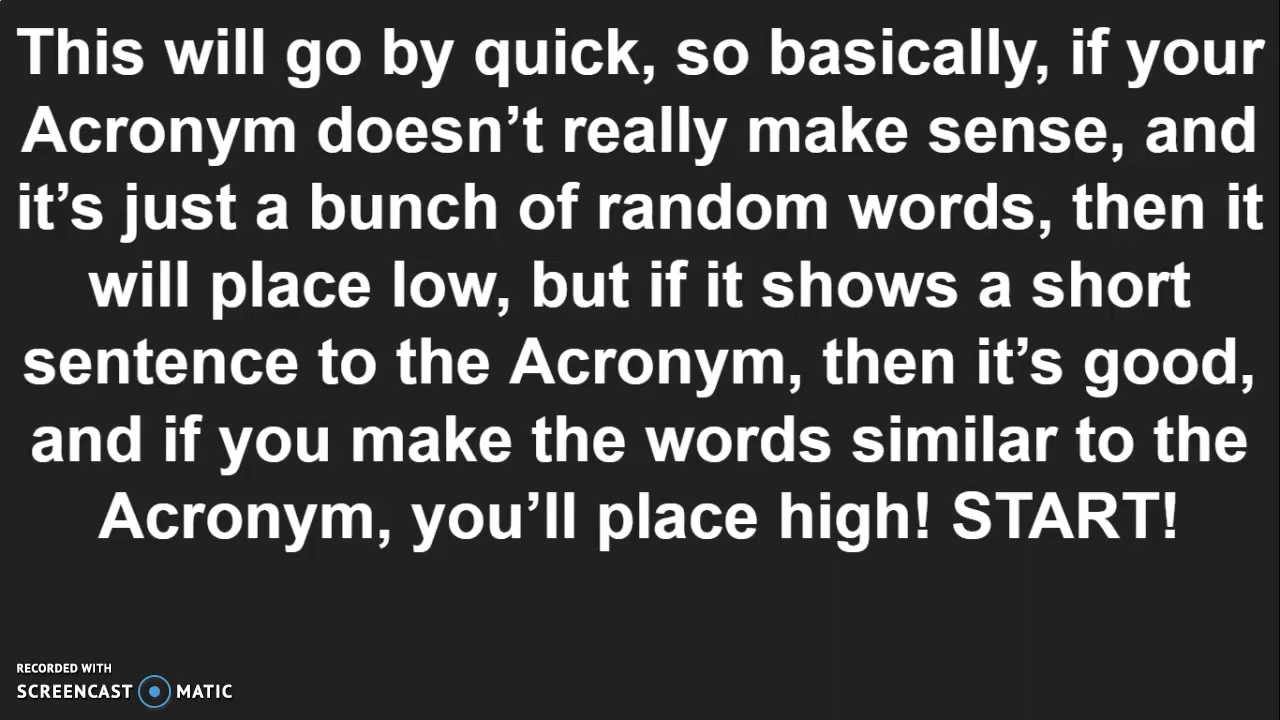 This will go by quick, so basically, if your
Acronym doesn’t really make sense, and
it’s just a bunch of random words, then it
will place low, but if it shows a short
sentence to the Acronym, then it’s good,
and if you make the words similar to the
Acronym, you’ll place high! START!
RECORDED WITH
SCREENCAST MATIC